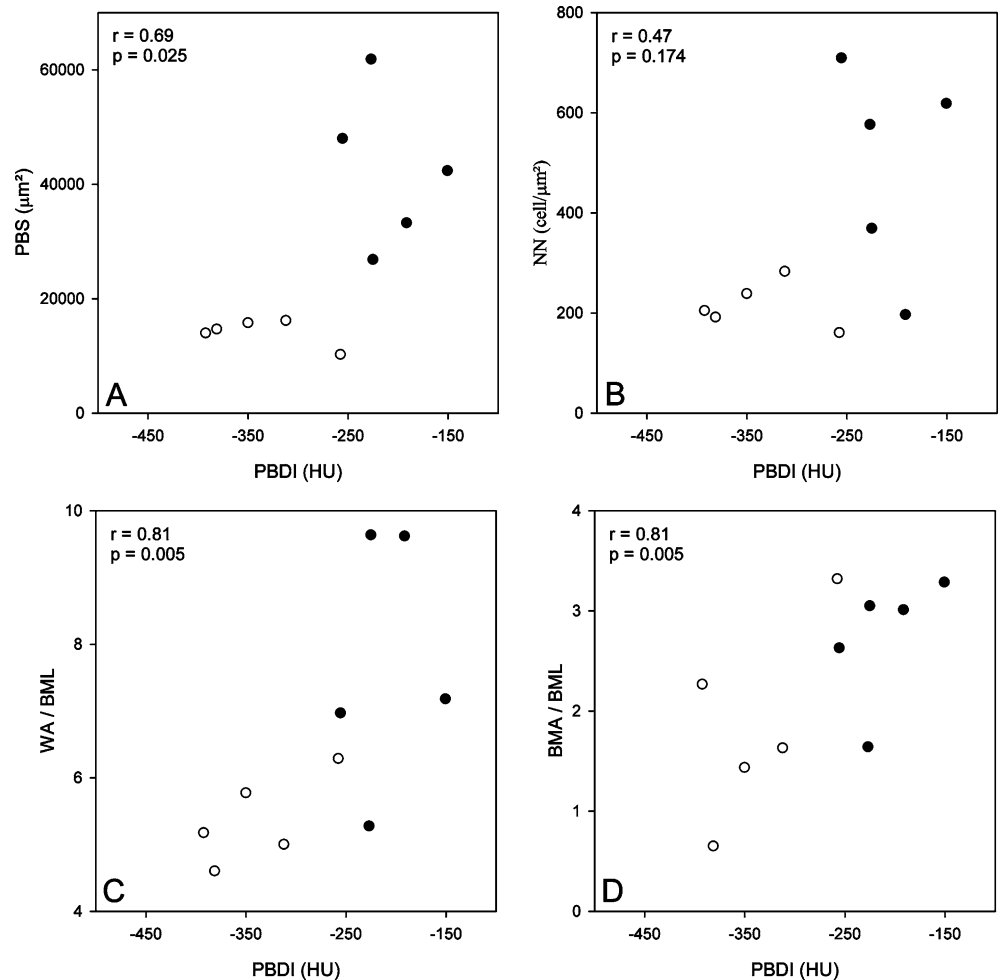 r = 0.69
p = 0.025
60000
40000
20000
0
PBS (µm²)
A
-450 -350 -250 -150
PBDI (HU)
r = 0.47
p = 0.174
800
600
400
200
0
NN (cell/µm²)
B
-450 -350 -250 -150
PBDI (HU)
r = 0.81
p = 0.005
10
8
6
4
WA / BML
C
-450 -350 -250 -150
PBDI (HU)
r = 0.81
p = 0.005
4
3
2
1
0
BMA / BML
D
-450 -350 -250 -150
PBDI (HU)